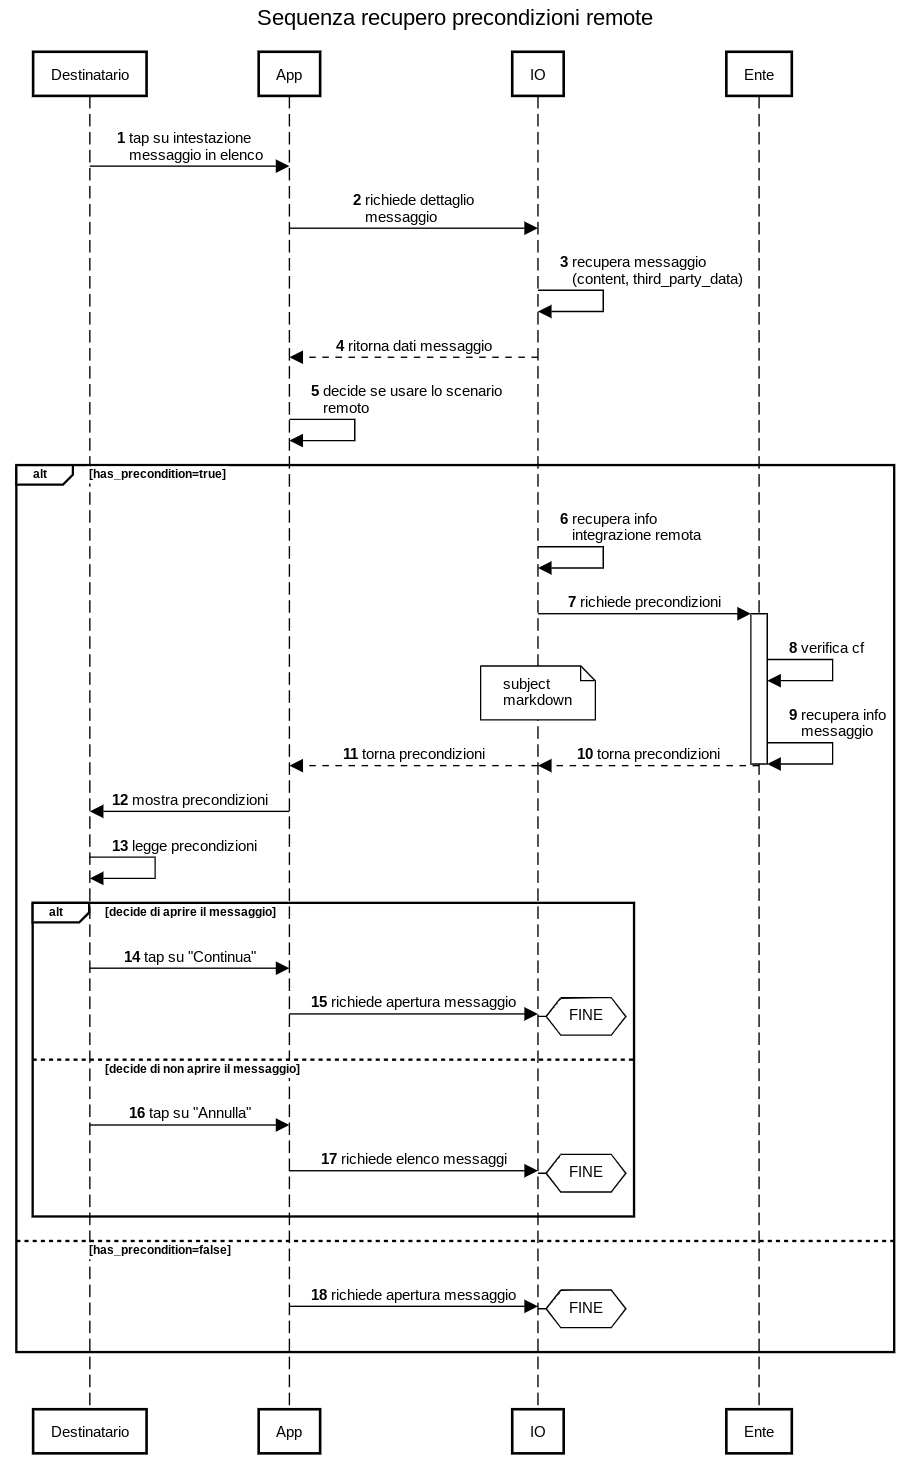 Sequenza recupero precondizioni remote
Destinatario
App
IO
Ente
1 tap su intestazione
messaggio in elenco
2 richiede dettaglio
messaggio
3 recupera messaggio
(content, third_party_data)
4 ritorna dati messaggio
5 decide se usare lo scenario
remoto
alt [has_precondition=true]
6 recupera info
integrazione remota
7 richiede precondizioni
8 verifica cf
subject
markdown
9 recupera info
messaggio
11 torna precondizioni
10 torna precondizioni
12 mostra precondizioni
13 legge precondizioni
alt [decide di aprire il messaggio]
14 tap su "Continua"
15 richiede apertura messaggio
FINE
[decide di non aprire il messaggio]
16 tap su "Annulla"
17 richiede elenco messaggi
FINE
[has_precondition=false]
18 richiede apertura messaggio
FINE
Destinatario
App
IO
Ente